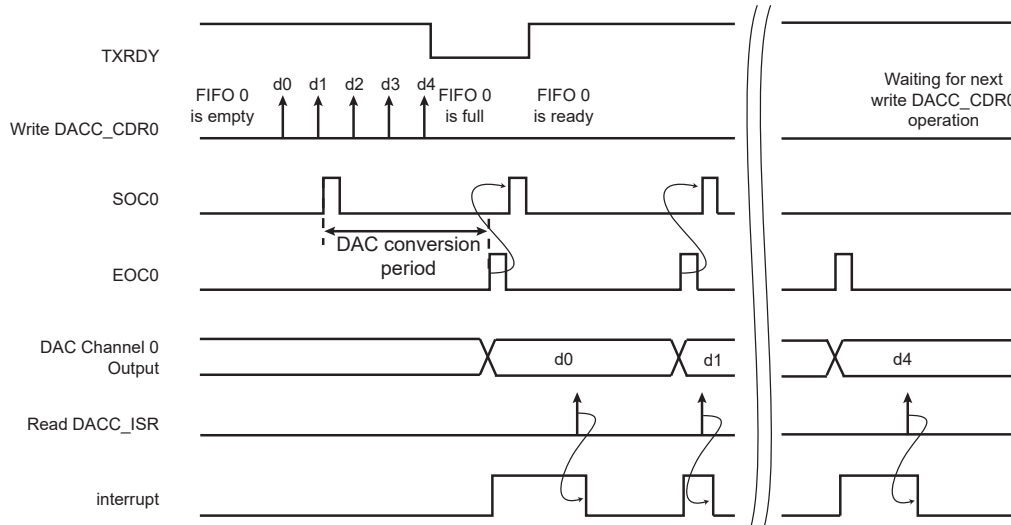 TXRDY
d0 d1 d2 d3 d4
FIFO 0
is empty
FIFO 0
is full
FIFO 0
is ready
Waiting for next
write DACC_CDR0
operation
Write DACC_CDR0
SOC0
DAC conversion
period
EOC0
DAC Channel 0
Output
d0
d1
d4
Read DACC_ISR
interrupt